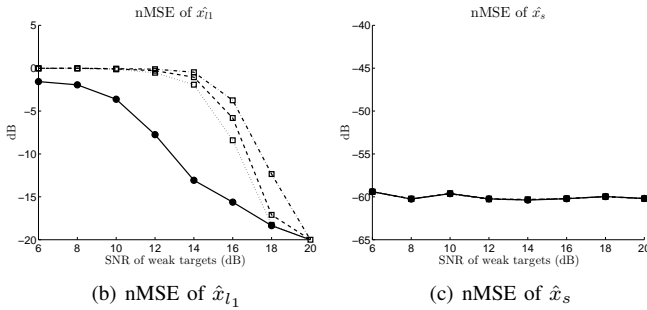 nMSE of x̂_{l1}
5
0
−5
−10
−15
−20
dB
6 8 10 12 14 16 18 20
SNR of weak targets (dB)
(b) nMSE of x̂_{l_1}
nMSE of x̂_s
−40
−45
−50
−55
−60
−65
dB
6 8 10 12 14 16 18 20
SNR of weak targets (dB)
(c) nMSE of x̂_s